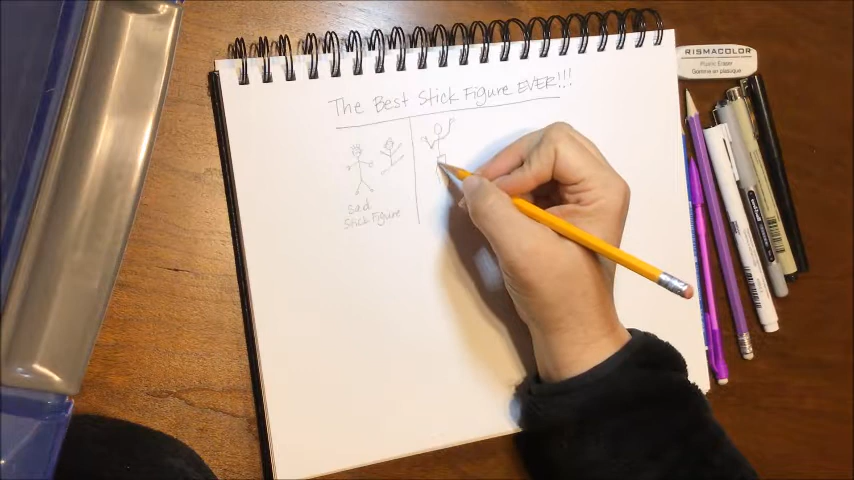 The Best Stick Figure EVER!!!
Sad
Stick Figure
PRISMACOLOR